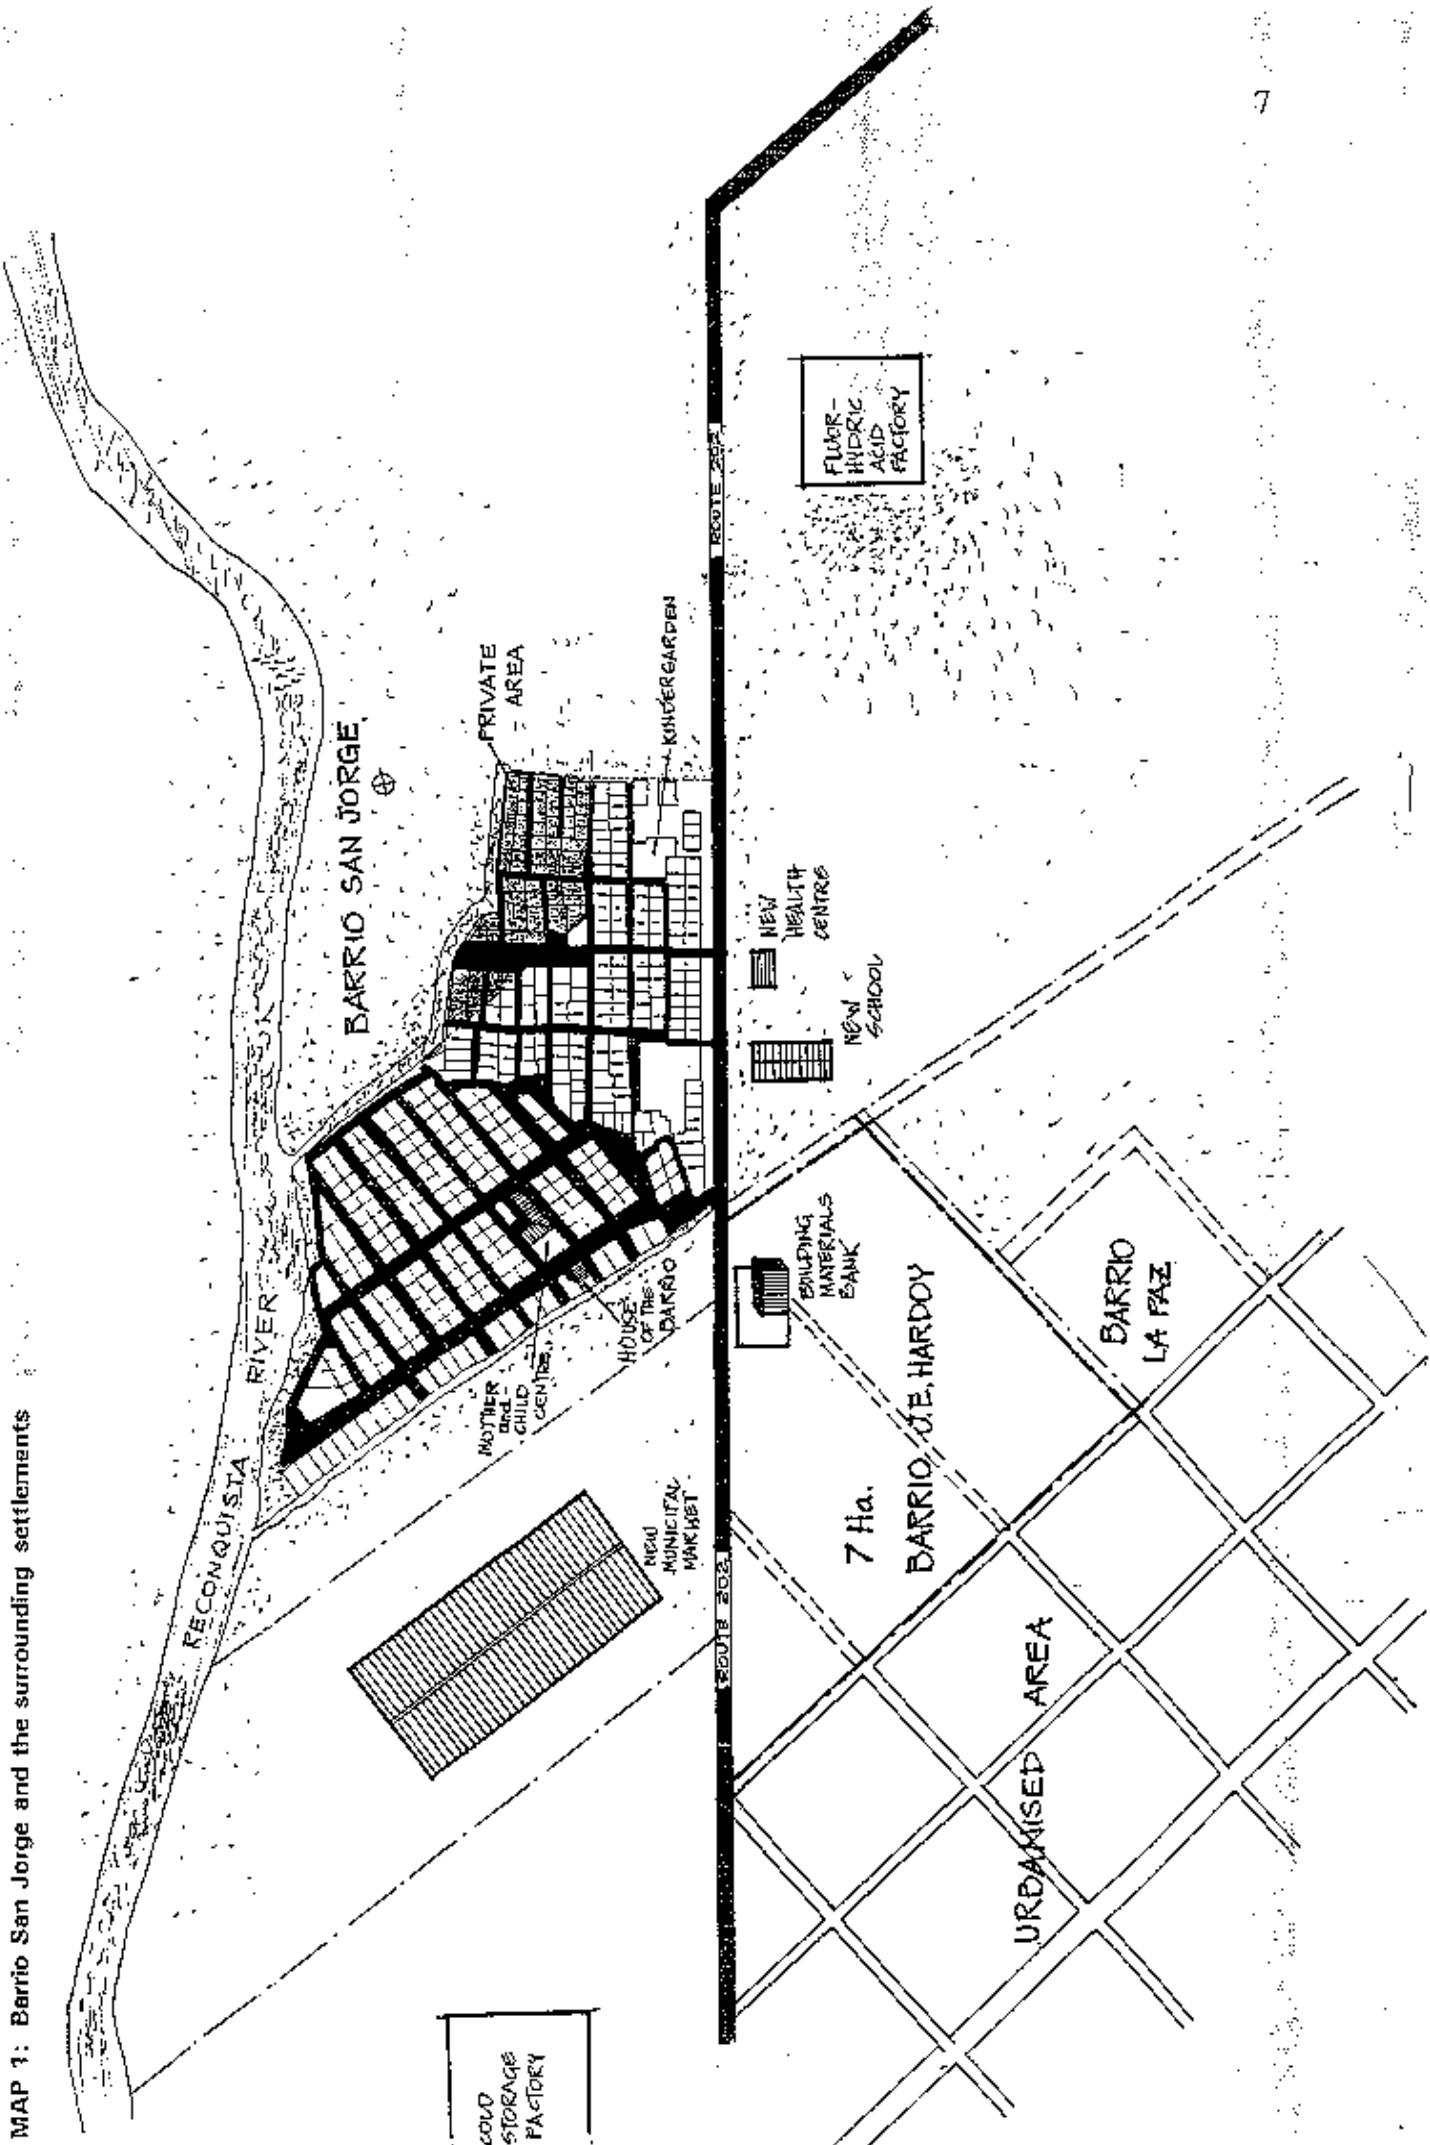 MAP 1: Barrio San Jorge and the surrounding settlements
RECONQUISTA RIVER
BARRIO SAN JORGE
PRIVATE
AREA
KINDERGARDEN
MOTHER
and
CHILD
CENTRE
HOUSE
OF THE
BARRIO
NEW
MUNICIPAL
MARKET
COLD
STORAGE
FACTORY
ROUTE 202
ROUTE 202
FLUOR-
HYDRIC
ACID
FACTORY
NEW
HEALTH
CENTRE
NEW
SCHOOL
BUILDING
MATERIALS
BANK
7 Ha.
BARRIO J.E. HARDOY
BARRIO
LA PAZ
URBANISED AREA
7